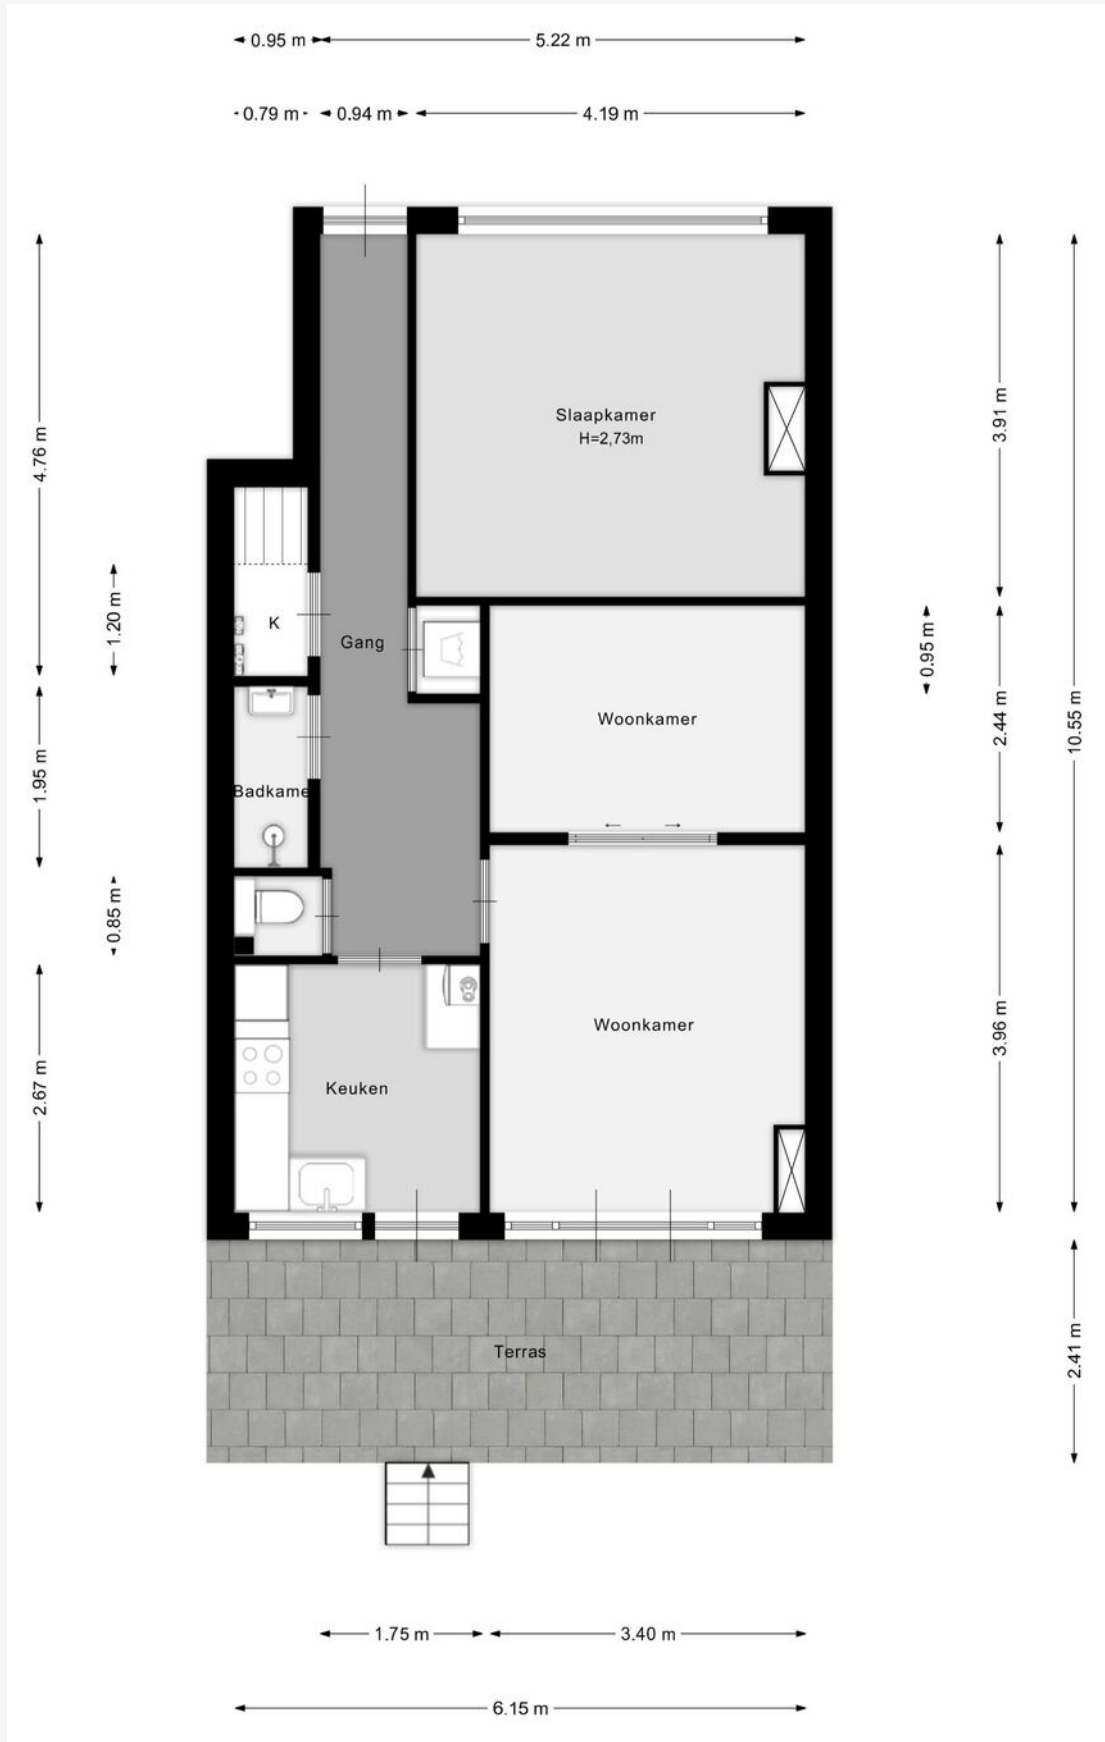 0.95 m
5.22 m
0.79 m
0.94 m
4.19 m
4.76 m
3.91 m
Slaapkamer
H=2,73m
1.20 m
K
Gang
0.95 m
2.44 m
10.55 m
Woonkamer
1.95 m
Badkame
0.85 m
3.96 m
Woonkamer
2.67 m
Keuken
Terras
2.41 m
1.75 m
3.40 m
6.15 m